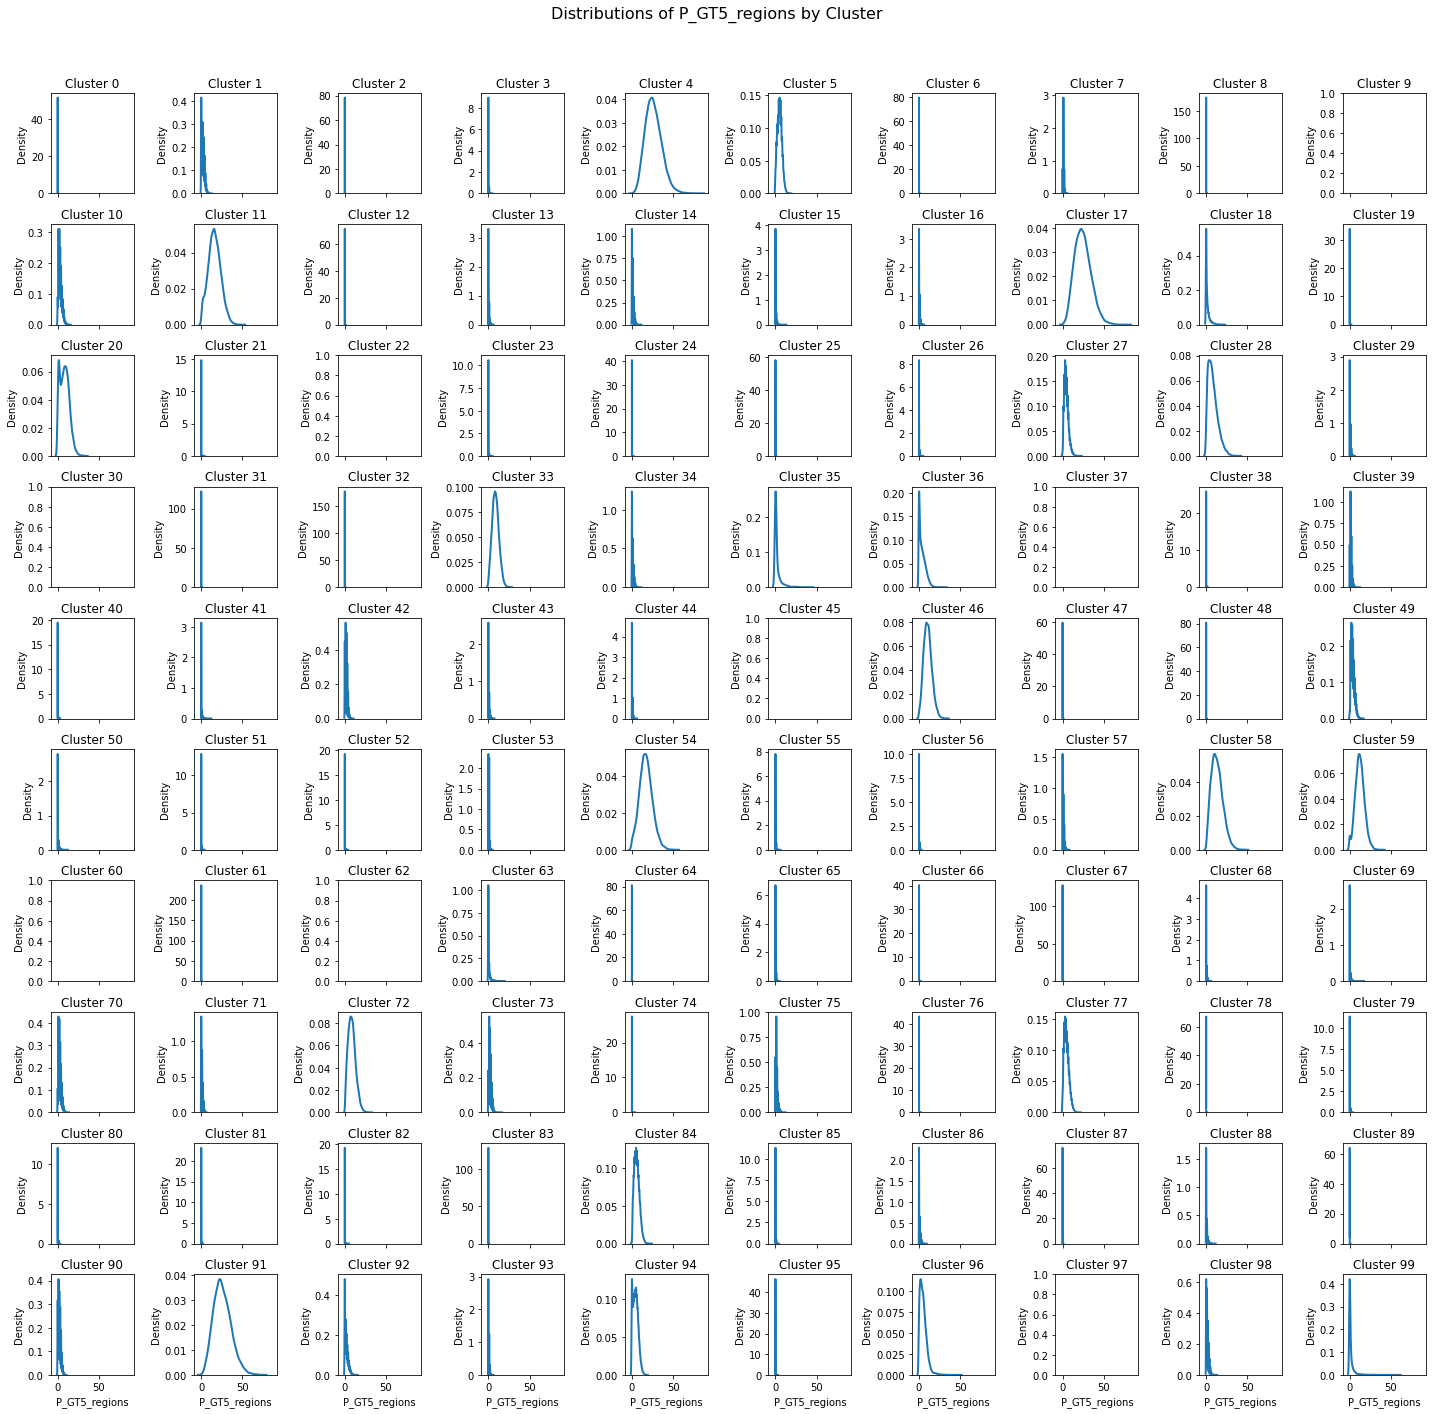 Distributions of P_GT5_regions by Cluster
Cluster 0 Cluster 1 Cluster 2 Cluster 3 Cluster 4 Cluster 5 Cluster 6 Cluster 7 Cluster 8 Cluster 9
Density 40 20 0
Density 0.4 0.3 0.2 0.1 0.0
Density 80 70 60 50 40 30 20 10 0
Density 8 6 4 2 0
Density 0.04 0.03 0.02 0.01 0.00
Density 0.15 0.10 0.05 0.00
Density 80 70 60 50 40 30 20 10 0
Density 3 2 1 0
Density 150 100 50 0
Density 1.0 0.8 0.6 0.4 0.2 0.0
Cluster 10 Cluster 11 Cluster 12 Cluster 13 Cluster 14 Cluster 15 Cluster 16 Cluster 17 Cluster 18 Cluster 19
Density 0.3 0.2 0.1 0.0
Density 0.04 0.02 0.00
Density 60 40 20 0
Density 3 2 1 0
Density 1.00 0.75 0.50 0.25 0.00
Density 4 3 2 1 0
Density 3 2 1 0
Density 0.04 0.03 0.02 0.01 0.00
Density 0.4 0.2 0.0
Density 30 20 10 0
Cluster 20 Cluster 21 Cluster 22 Cluster 23 Cluster 24 Cluster 25 Cluster 26 Cluster 27 Cluster 28 Cluster 29
Density 0.06 0.04 0.02 0.00
Density 15 10 5 0
Density 1.0 0.8 0.6 0.4 0.2 0.0
Density 10.0 7.5 5.0 2.5 0.0
Density 40 30 20 10 0
Density 60 50 40 30 20 10 0
Density 8 6 4 2 0
Density 0.20 0.15 0.10 0.05 0.00
Density 0.08 0.06 0.04 0.02 0.00
Density 3 2 1 0
Cluster 30 Cluster 31 Cluster 32 Cluster 33 Cluster 34 Cluster 35 Cluster 36 Cluster 37 Cluster 38 Cluster 39
Density 1.0 0.8 0.6 0.4 0.2 0.0
Density 100 50 0
Density 150 100 50 0
Density 0.100 0.075 0.050 0.025 0.000
Density 1.0 0.5 0.0
Density 0.2 0.1 0.0
Density 0.20 0.15 0.10 0.05 0.00
Density 1.0 0.8 0.6 0.4 0.2 0.0
Density 20 10 0
Density 1.00 0.75 0.50 0.25 0.00
Cluster 40 Cluster 41 Cluster 42 Cluster 43 Cluster 44 Cluster 45 Cluster 46 Cluster 47 Cluster 48 Cluster 49
Density 20 15 10 5 0
Density 3 2 1 0
Density 0.4 0.2 0.0
Density 2 1 0
Density 4 3 2 1 0
Density 1.0 0.8 0.6 0.4 0.2 0.0
Density 0.08 0.06 0.04 0.02 0.00
Density 60 40 20 0
Density 80 70 60 50 40 30 20 10 0
Density 0.2 0.1 0.0
Cluster 50 Cluster 51 Cluster 52 Cluster 53 Cluster 54 Cluster 55 Cluster 56 Cluster 57 Cluster 58 Cluster 59
Density 2 1 0
Density 10 5 0
Density 20 15 10 5 0
Density 2.0 1.5 1.0 0.5 0.0
Density 0.04 0.02 0.00
Density 8 6 4 2 0
Density 10.0 7.5 5.0 2.5 0.0
Density 1.5 1.0 0.5 0.0
Density 0.04 0.02 0.00
Density 0.06 0.04 0.02 0.00
Cluster 60 Cluster 61 Cluster 62 Cluster 63 Cluster 64 Cluster 65 Cluster 66 Cluster 67 Cluster 68 Cluster 69
Density 1.0 0.8 0.6 0.4 0.2 0.0
Density 200 150 100 50 0
Density 1.0 0.8 0.6 0.4 0.2 0.0
Density 1.00 0.75 0.50 0.25 0.00
Density 80 70 60 50 40 30 20 10 0
Density 6 4 2 0
Density 40 30 20 10 0
Density 100 50 0
Density 4 3 2 1 0
Density 2 1 0
Cluster 70 Cluster 71 Cluster 72 Cluster 73 Cluster 74 Cluster 75 Cluster 76 Cluster 77 Cluster 78 Cluster 79
Density 0.4 0.3 0.2 0.1 0.0
Density 1.0 0.5 0.0
Density 0.08 0.06 0.04 0.02 0.00
Density 0.4 0.2 0.0
Density 20 10 0
Density 1.00 0.75 0.50 0.25 0.00
Density 40 30 20 10 0
Density 0.15 0.10 0.05 0.00
Density 60 40 20 0
Density 10.0 7.5 5.0 2.5 0.0
Cluster 80 Cluster 81 Cluster 82 Cluster 83 Cluster 84 Cluster 85 Cluster 86 Cluster 87 Cluster 88 Cluster 89
Density 10 5 0
Density 20 15 10 5 0
Density 20 15 10 5 0
Density 100 50 0
Density 0.10 0.05 0.00
Density 10.0 7.5 5.0 2.5 0.0
Density 2.0 1.5 1.0 0.5 0.0
Density 60 40 20 0
Density 1.5 1.0 0.5 0.0
Density 60 40 20 0
Cluster 90 Cluster 91 Cluster 92 Cluster 93 Cluster 94 Cluster 95 Cluster 96 Cluster 97 Cluster 98 Cluster 99
Density 0.4 0.3 0.2 0.1 0.0
Density 0.04 0.03 0.02 0.01 0.00
Density 0.4 0.2 0.0
Density 3 2 1 0
Density 0.10 0.05 0.00
Density 40 30 20 10 0
Density 0.100 0.075 0.050 0.025 0.000
Density 1.0 0.8 0.6 0.4 0.2 0.0
Density 0.6 0.4 0.2 0.0
Density 0.4 0.3 0.2 0.1 0.0
0 50 0 50 0 50 0 50 0 50 0 50 0 50 0 50 0 50 0 50
P_GT5_regions P_GT5_regions P_GT5_regions P_GT5_regions P_GT5_regions P_GT5_regions P_GT5_regions P_GT5_regions P_GT5_regions P_GT5_regions